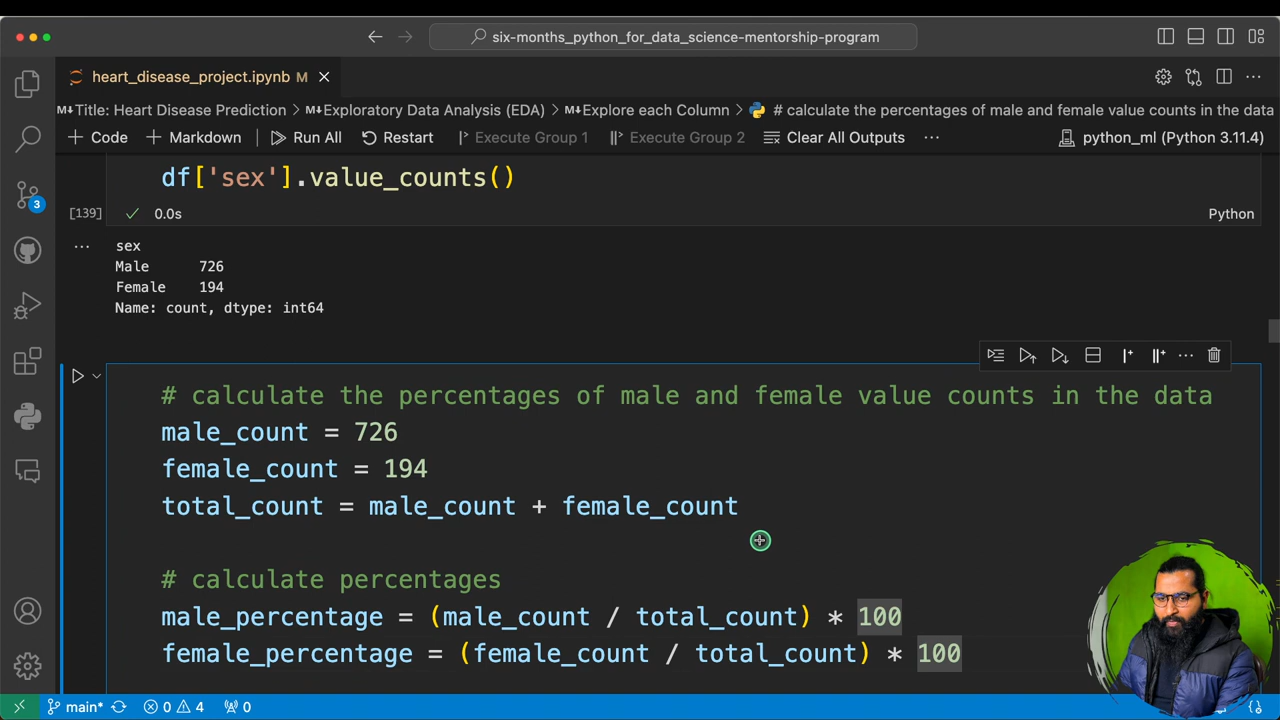 six-months_python_for_data_science-mentorship-program
heart_disease_project.ipynb M
Title: Heart Disease Prediction > Exploratory Data Analysis (EDA) > Explore each Column > # calculate the percentages of male and female value counts in the data
+ Code + Markdown Run All Restart Execute Group 1 Execute Group 2 Clear All Outputs ... python_ml (Python 3.11.4)
df['sex'].value_counts()
[139] ✓ 0.0s Python
3
... sex
Male 726
Female 194
Name: count, dtype: int64
# calculate the percentages of male and female value counts in the data
male_count = 726
female_count = 194
total_count = male_count + female_count
# calculate percentages
male_percentage = (male_count / total_count) * 100
female_percentage = (female_count / total_count) * 100
main* 0 4 0